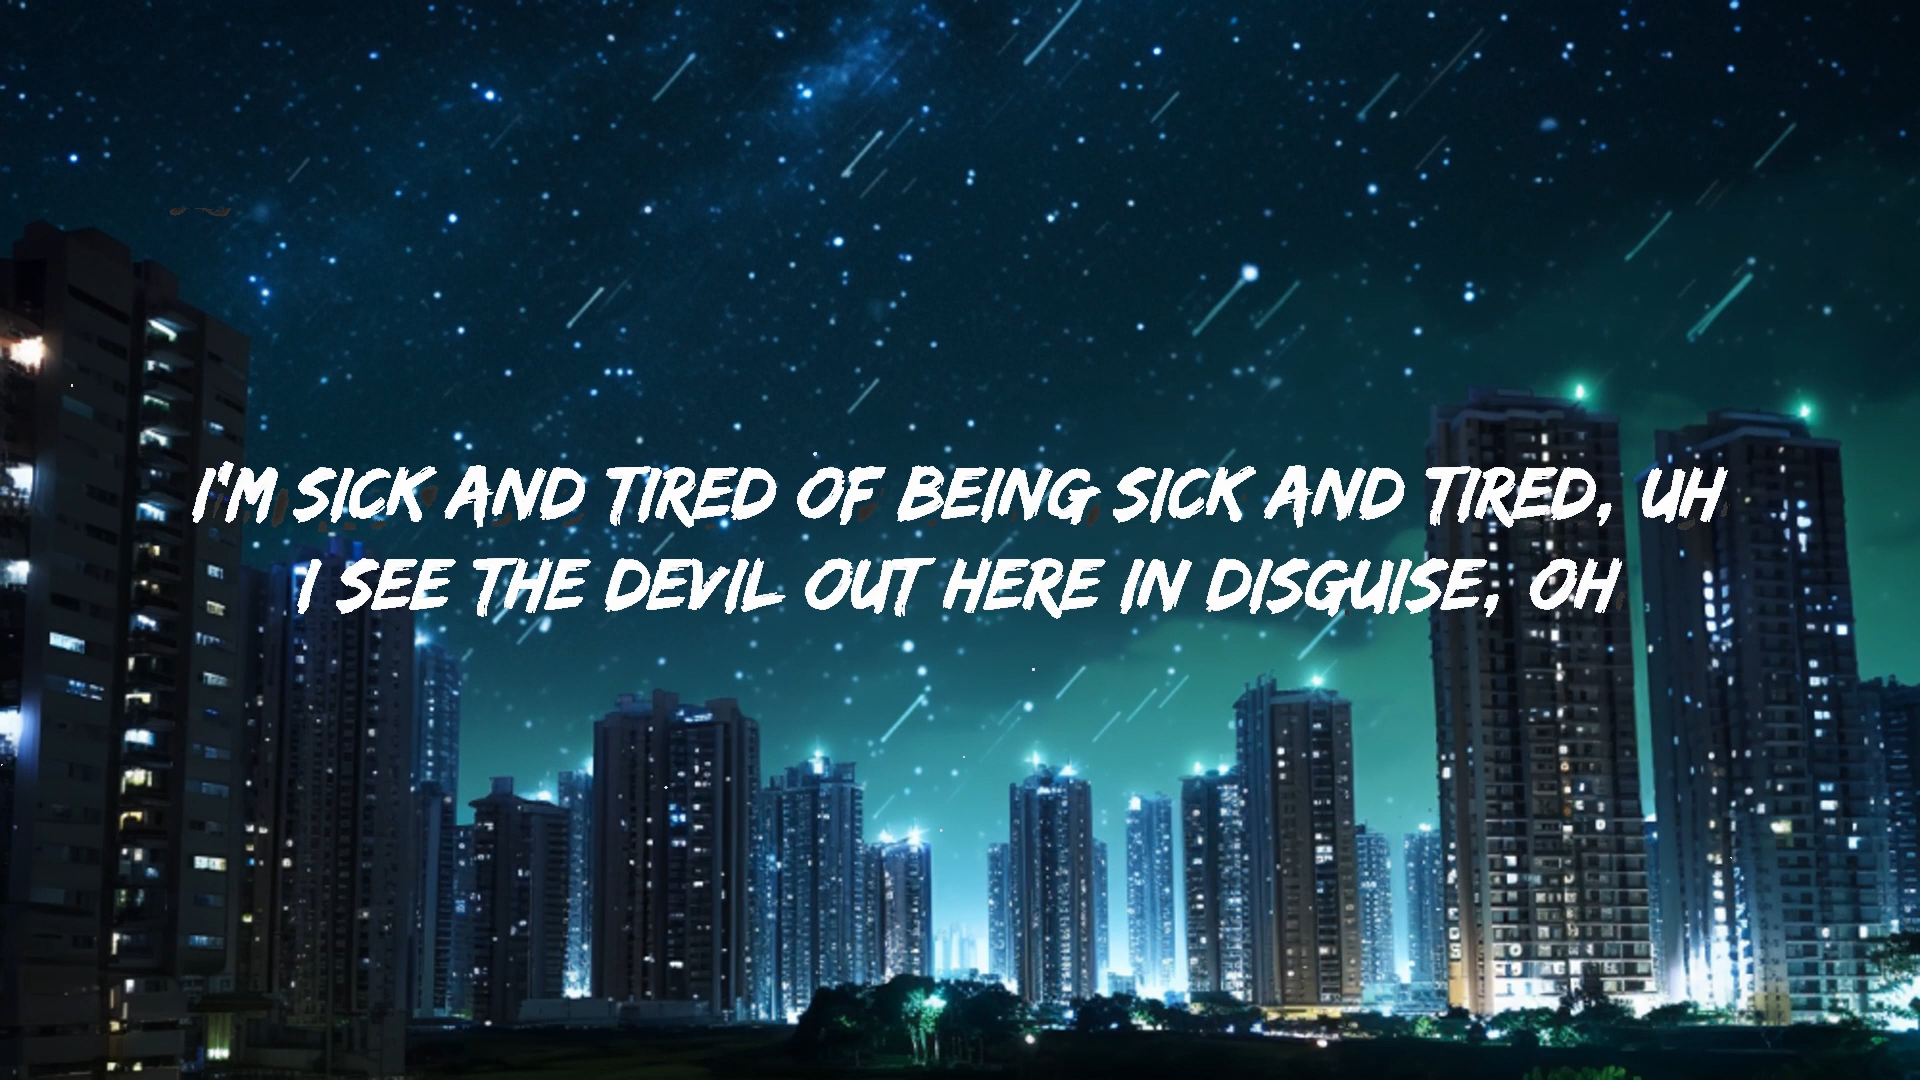 I'M SICK AND TIRED OF BEING SICK AND TIRED, UH
I SEE THE DEVIL OUT HERE IN DISGUISE, OH